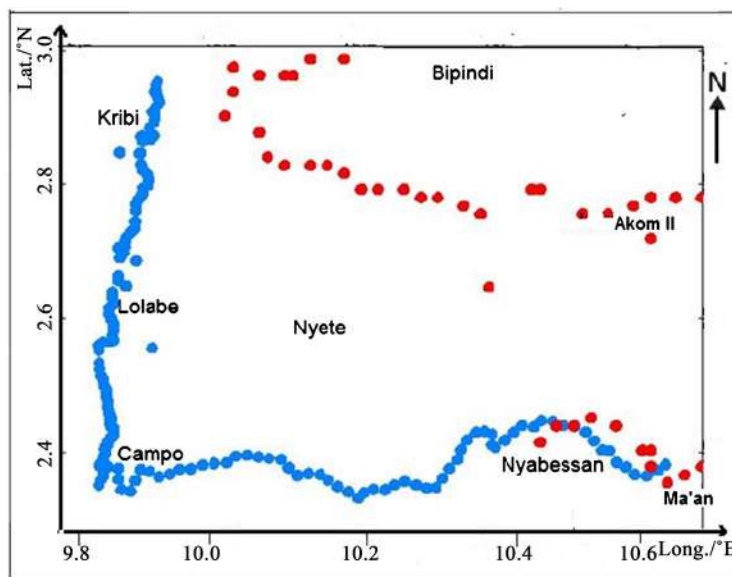 Lat./°N
3.0
2.8
2.6
2.4
Bipindi
N
Kribi
Akom II
Lolabe
Nyete
Campo
Nyabessan
Ma'an
9.8
10.0
10.2
10.4
10.6
Long./°E